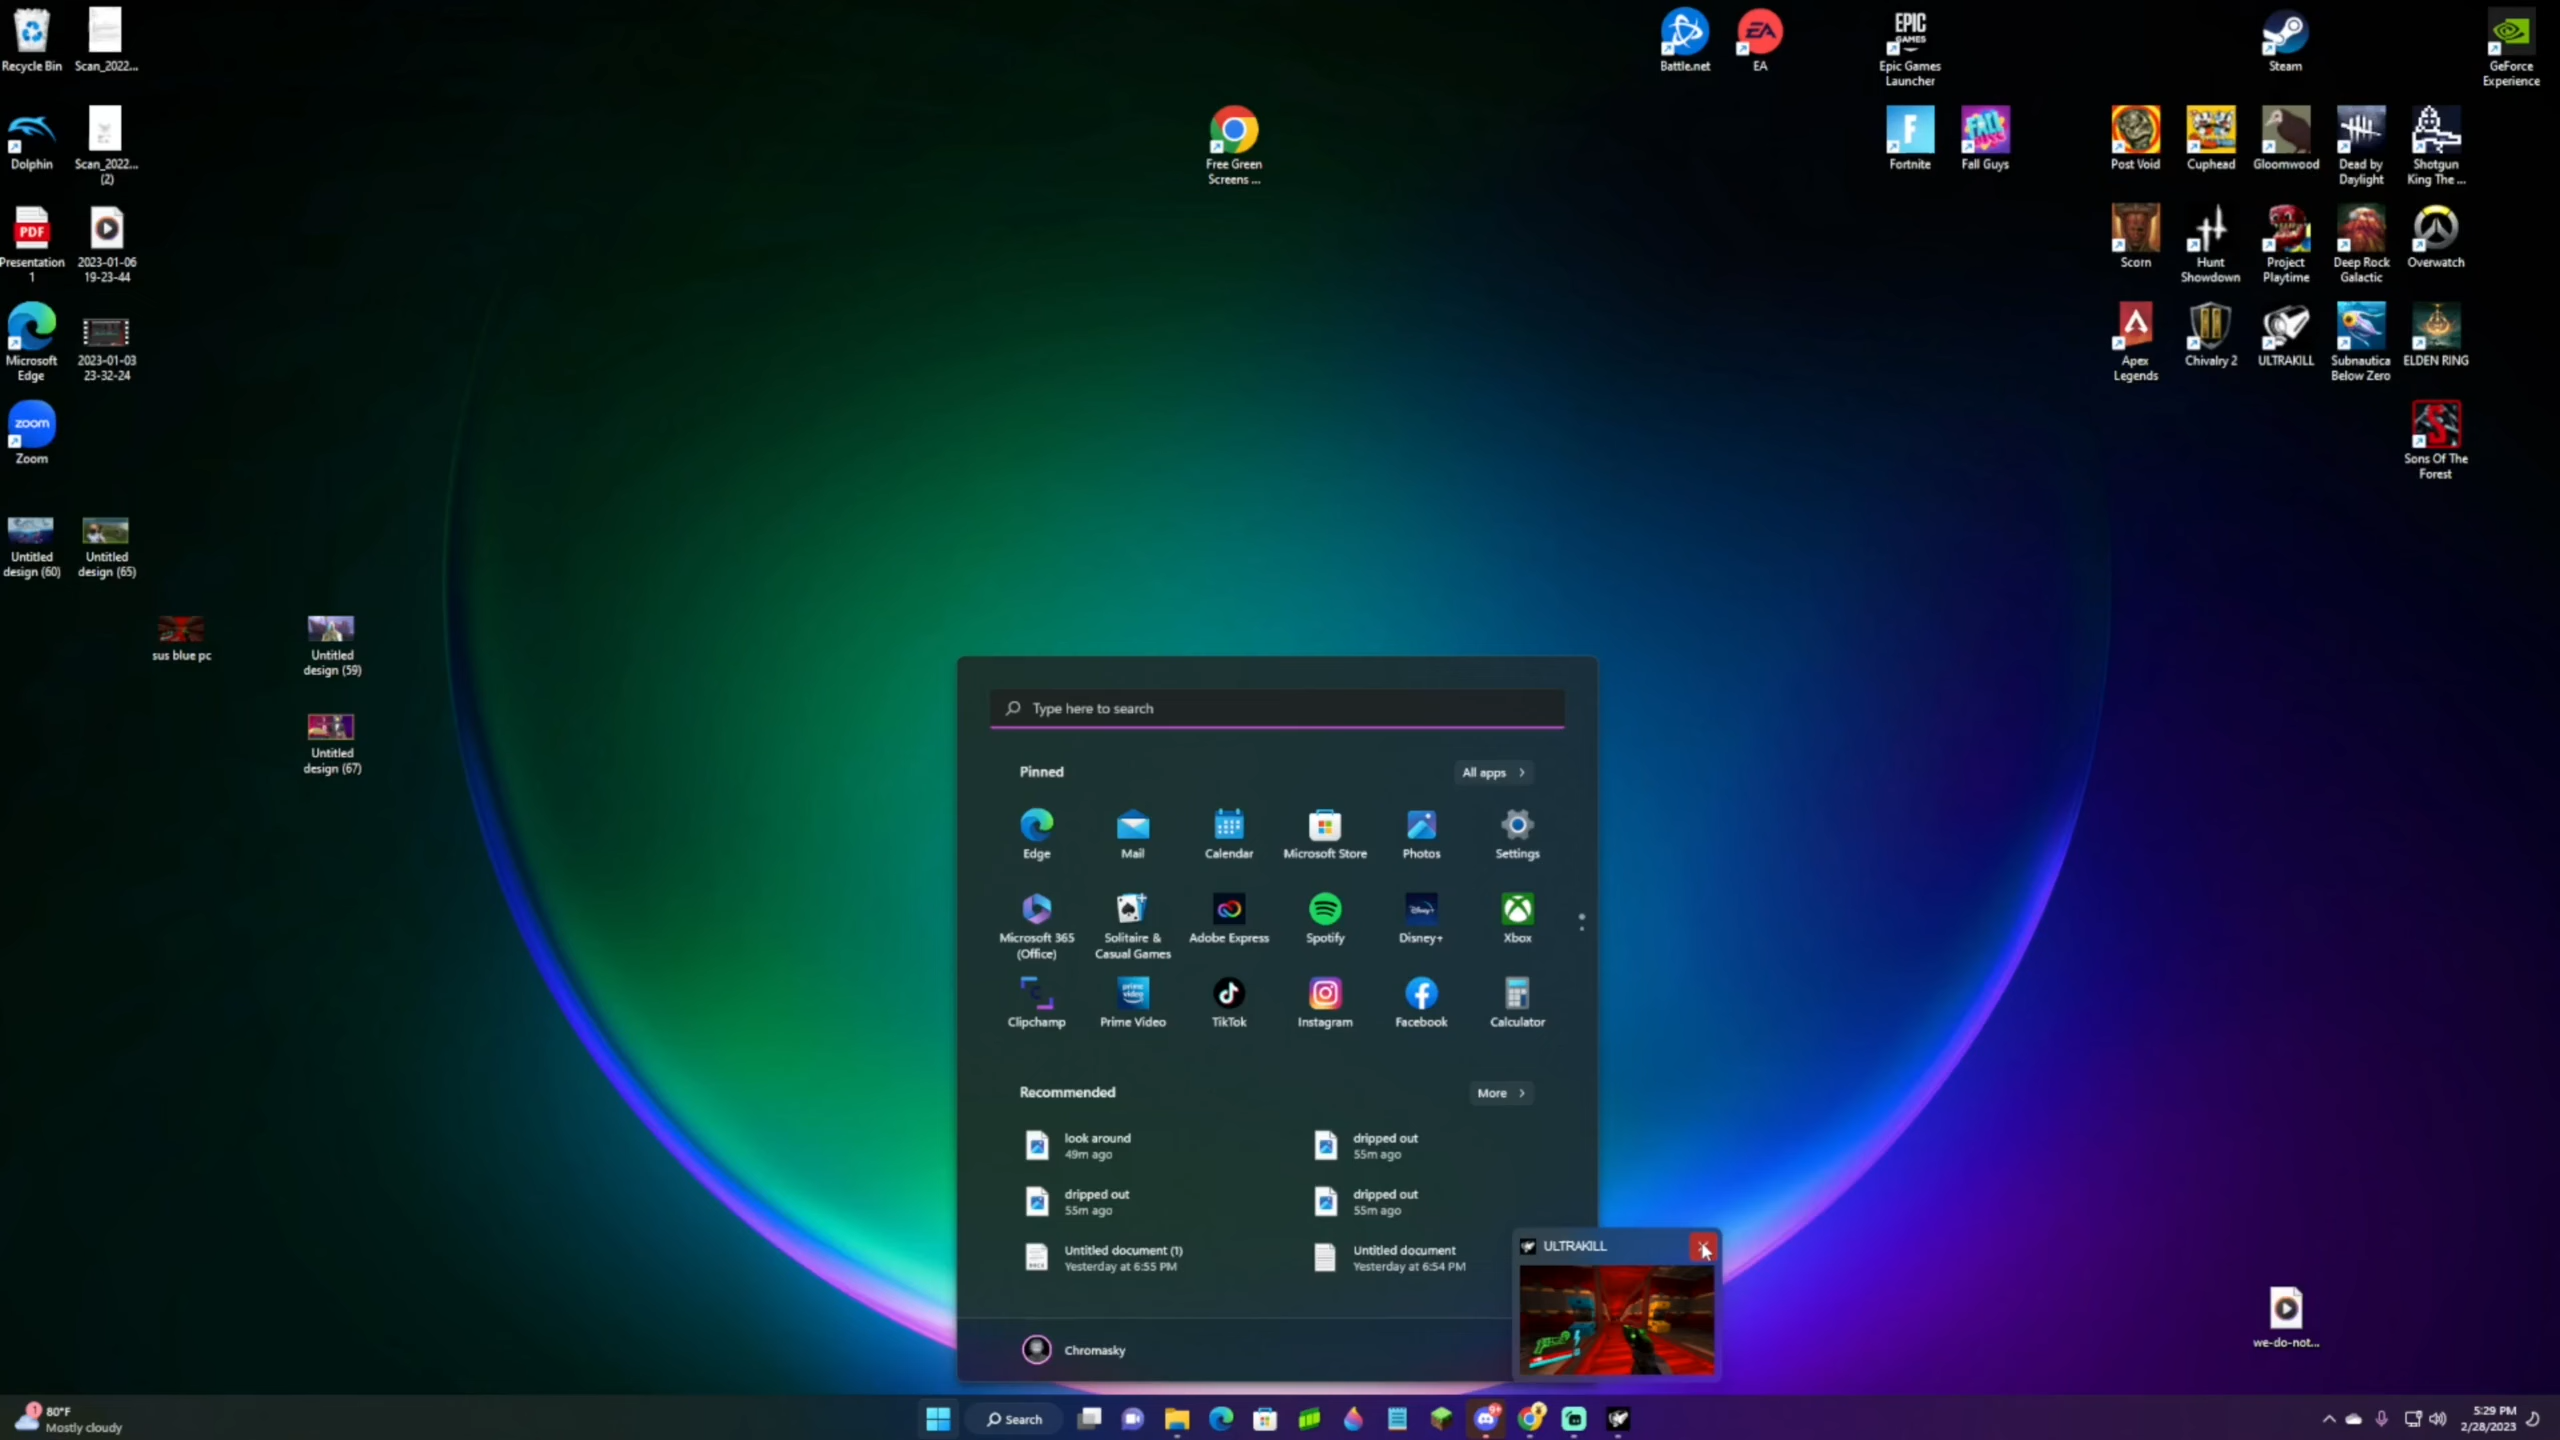 Recycle Bin
Scan_2022...
Battle.net
EA
EPIC
GAMES
Epic Games
Launcher
Steam
GeForce
Experience
Dolphin
Scan_2022...
(2)
Free Green
Screens ...
Fortnite
Fall Guys
Post Void
Cuphead
Gloomwood
Dead by
Daylight
Shotgun
King The ...
PDF
Presentation
1
2023-01-06
19-23-44
Scorn
Hunt
Showdown
Project
Playtime
Deep Rock
Galactic
Overwatch
Microsoft
Edge
2023-01-03
23-32-24
Apex
Legends
Chivalry 2
ULTRAKILL
Subnautica
Below Zero
ELDEN RING
zoom
Zoom
Sons Of The
Forest
Untitled
design (60)
Untitled
design (65)
sus blue pc
Untitled
design (59)
Untitled
design (67)
Type here to search
Pinned
All apps
Edge
Mail
Calendar
Microsoft Store
Photos
Settings
Microsoft 365
(Office)
Solitaire &
Casual Games
Adobe Express
Spotify
Disney+
Xbox
Clipchamp
prime
video
Prime Video
TikTok
Instagram
Facebook
Calculator
Recommended
More
look around
49m ago
dripped out
55m ago
dripped out
55m ago
dripped out
55m ago
Untitled document (1)
Yesterday at 6:55 PM
Untitled document
Yesterday at 6:54 PM
ULTRAKILL
Chromasky
we-do-not...
1
80°F
Mostly cloudy
Search
9+
5:29 PM
2/28/2023